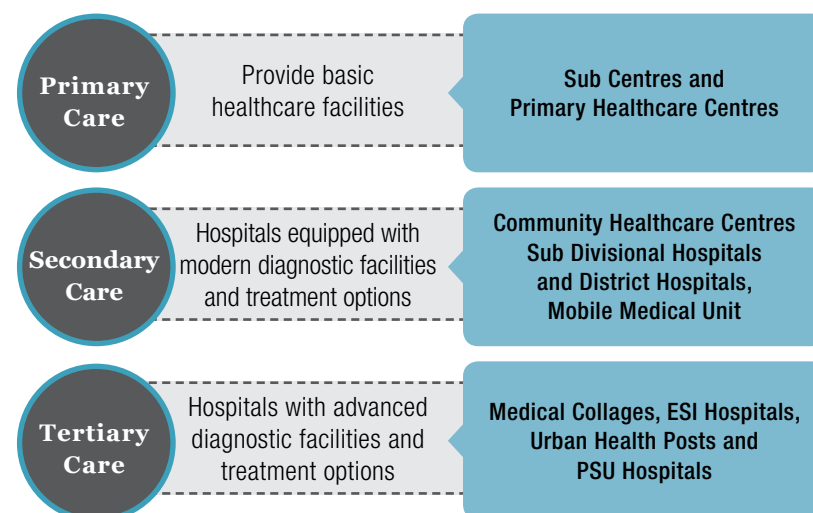 Primary
Care
Provide basic
healthcare facilities
Sub Centres and
Primary Healthcare Centres
Secondary
Care
Hospitals equipped with
modern diagnostic facilities
and treatment options
Community Healthcare Centres
Sub Divisional Hospitals
and District Hospitals,
Mobile Medical Unit
Tertiary
Care
Hospitals with advanced
diagnostic facilities and
treatment options
Medical Collages, ESI Hospitals,
Urban Health Posts and
PSU Hospitals